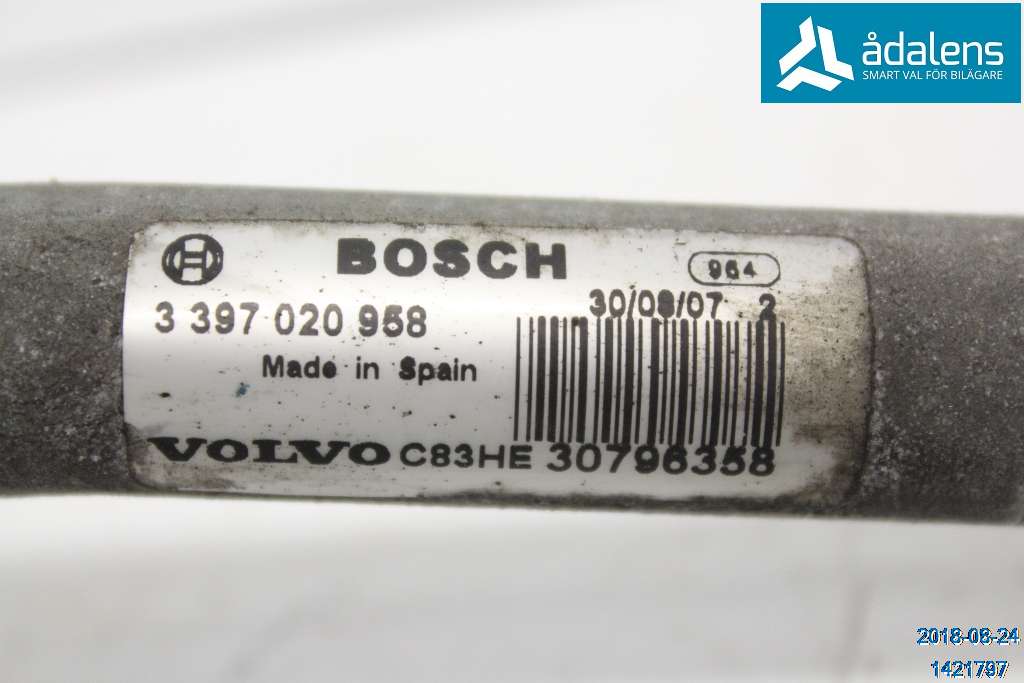 ådalens
SMART VAL FÖR BILÄGARE
BOSCH
964
3 397 020 958
30/08/07 2
Made in Spain
VOLVO C83HE 30796358
2018-08-24
1421797